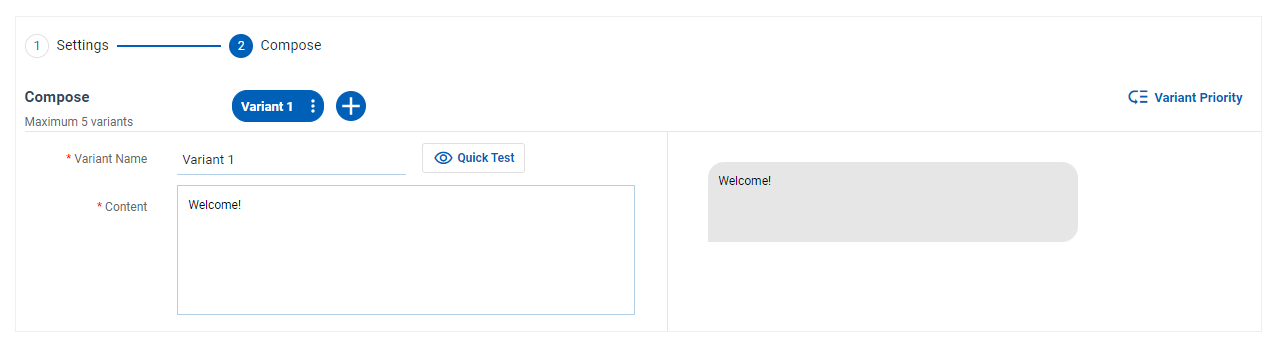 1 Settings 2 Compose
Compose
Maximum 5 variants
Variant 1
Variant Priority
* Variant Name Variant 1 Quick Test
* Content Welcome!
Welcome!